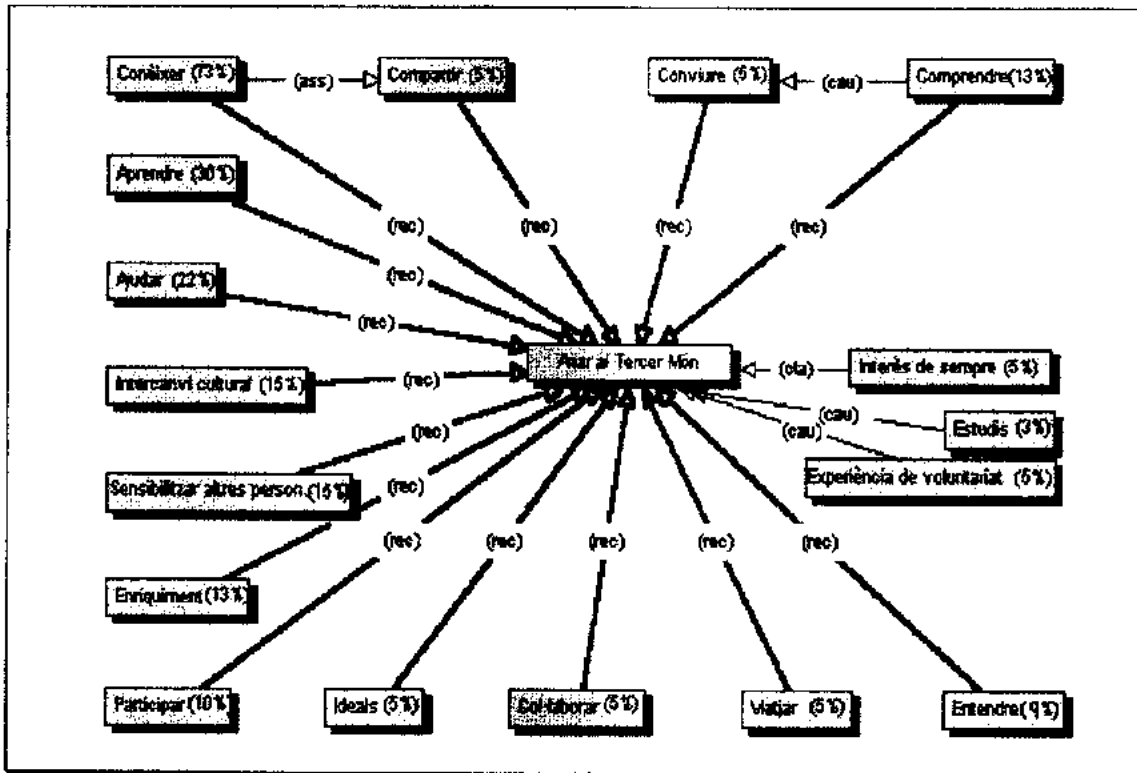 Conèixer (73%)
(ass)
Compartir (5%)
Conviure (5%)
(cau)
Comprendre (13%)
Aprendre (30%)
(rec)
(rec)
(rec)
(rec)
(rec)
Ajudar (22%)
(rec)
Anar al Tercer Món
Intercanvi cultural (15%)
(rec)
(cta)
Interès de sempre (5%)
(rec)
(cau)
Estudis (3%)
(cau)
Experiència de voluntariat (5%)
Sensibilitzar altres person. (15%)
(rec)
(rec)
(rec)
(rec)
(rec)
(rec)
Enriquiment (13%)
Participar (10%)
Ideals (5%)
Col·laborar (5%)
Viatjar (5%)
Entendre (9%)